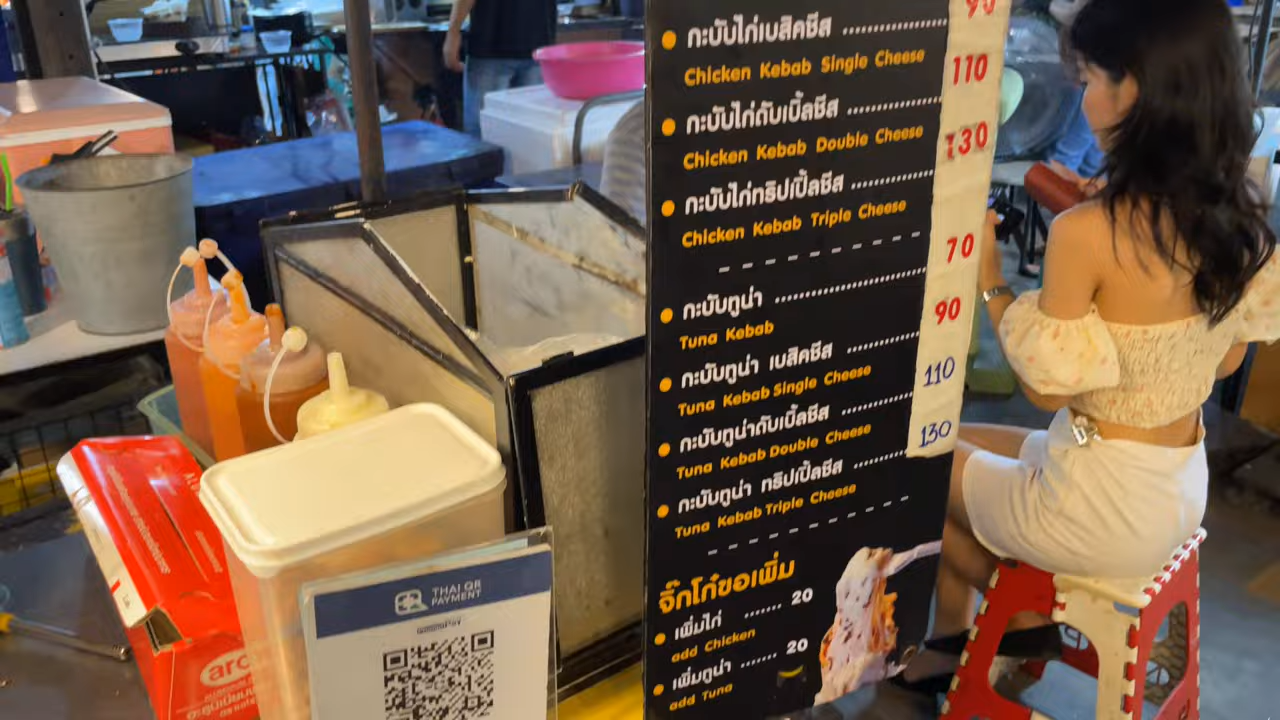 90
กะบับไก่เบสิคชีส ................
Chicken Kebab Single Cheese
110
กะบับไก่ดับเบิ้ลชีส ................
Chicken Kebab Double Cheese
130
กะบับไก่ทริปเปิ้ลชีส ................
Chicken Kebab Triple Cheese
กะบับทูน่า ................
Tuna Kebab
70
กะบับทูน่า เบสิคชีส ................
Tuna Kebab Single Cheese
90
กะบับทูน่าดับเบิ้ลชีส ................
Tuna Kebab Double Cheese
110
กะบับทูน่า ทริปเปิ้ลชีส ................
Tuna Kebab Triple Cheese
130
จิ๊กโก๋ขอเพิ่ม
เพิ่มไก่ ....... 20
add Chicken
เพิ่มทูน่า ....... 20
add Tuna
THAI QR
PAYMENT
PromptPay
aro